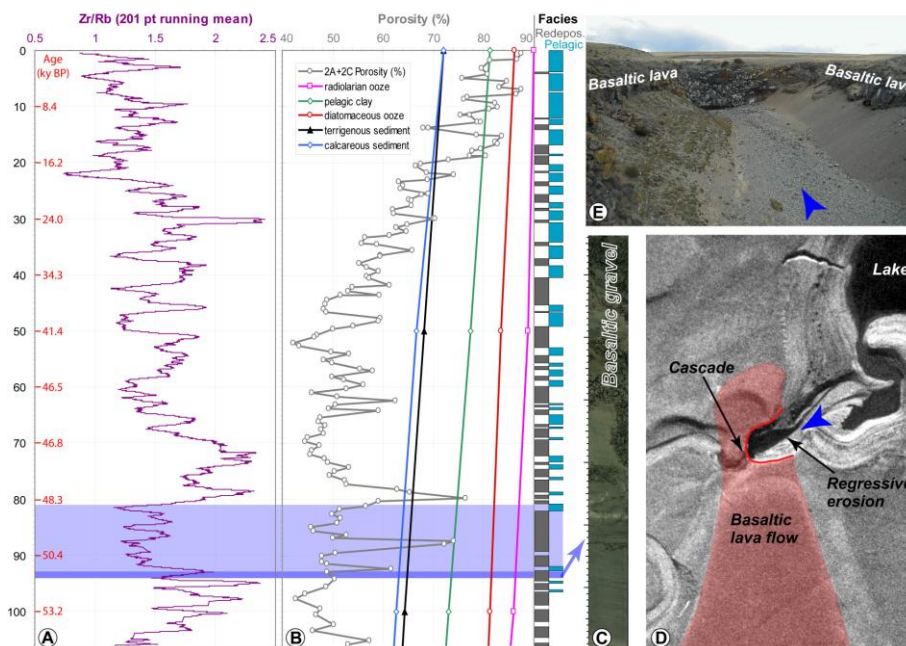 Zr/Rb (201 pt running mean)
1 1.5 2 2.5
Porosity (%)
40 50 60 70 80 90
Facies
Redepos.
Pelagic
Age
(ky BP)
8.4
16.2
24.0
34.3
41.4
46.5
46.8
48.3
50.4
53.2
0
10
20
30
40
50
60
70
80
90
100
2A+2C Porosity (%)
radiolarian ooze
pelagic clay
diatomaceous ooze
terrigenous sediment
calcareous sediment
A
B
Basaltic gravel
C
Basaltic lava
Basaltic lava
E
Lake
Cascade
Regressive
erosion
Basaltic
lava flow
D